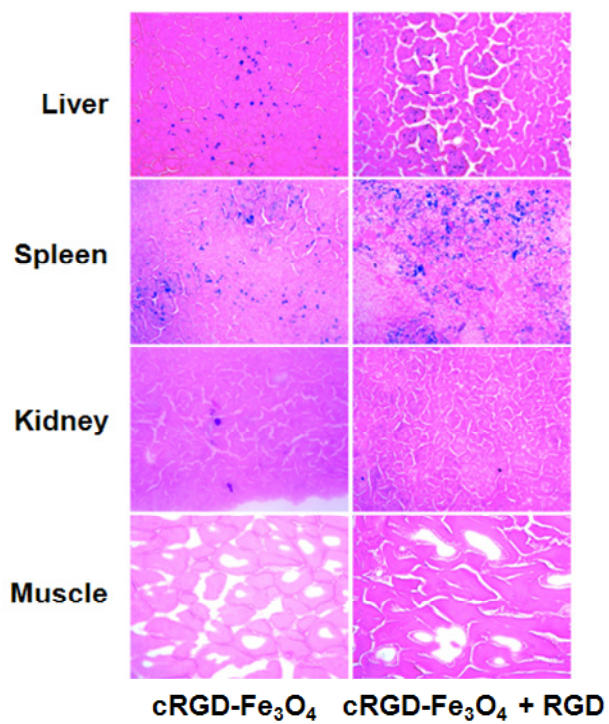 Liver
Spleen
Kidney
Muscle
cRGD-Fe₃O₄ cRGD-Fe₃O₄ + RGD